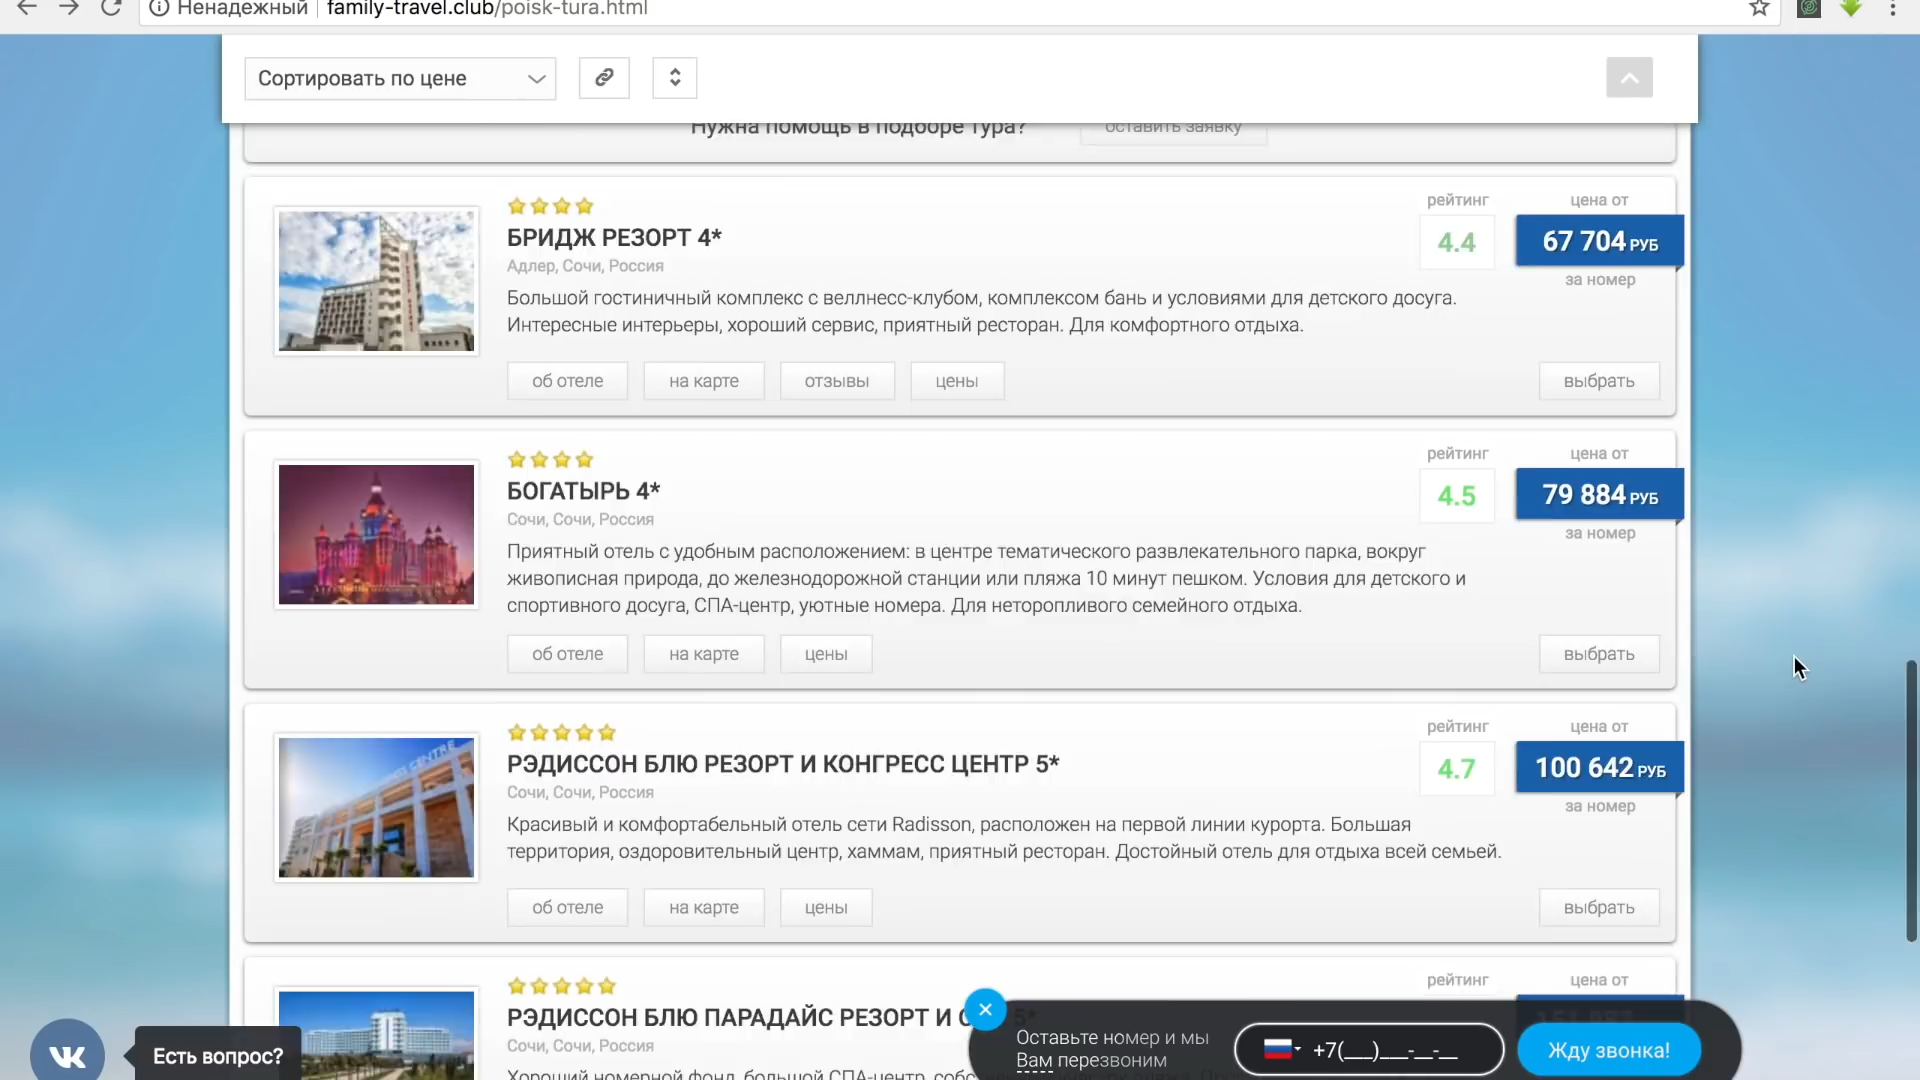 Ненадежный | family-travel.club/poisk-tura.html
Сортировать по цене
Нужна помощь в подборе тура? оставить заявку
БРИДЖ РЕЗОРТ 4*
Адлер, Сочи, Россия
Большой гостиничный комплекс с веллнесс-клубом, комплексом бань и условиями для детского досуга.
Интересные интерьеры, хороший сервис, приятный ресторан. Для комфортного отдыха.
рейтинг
4.4
цена от
67 704 РУБ
за номер
об отеле на карте отзывы цены выбрать
БОГАТЫРЬ 4*
Сочи, Сочи, Россия
Приятный отель с удобным расположением: в центре тематического развлекательного парка, вокруг
живописная природа, до железнодорожной станции или пляжа 10 минут пешком. Условия для детского и
спортивного досуга, СПА-центр, уютные номера. Для неторопливого семейного отдыха.
рейтинг
4.5
цена от
79 884 РУБ
за номер
об отеле на карте цены выбрать
CENTRE
РЭДИССОН БЛЮ РЕЗОРТ И КОНГРЕСС ЦЕНТР 5*
Сочи, Сочи, Россия
Красивый и комфортабельный отель сети Radisson, расположен на первой линии курорта. Большая
территория, оздоровительный центр, хаммам, приятный ресторан. Достойный отель для отдыха всей семьей.
рейтинг
4.7
цена от
100 642 РУБ
за номер
об отеле на карте цены выбрать
РЭДИССОН БЛЮ ПАРАДАЙС РЕЗОРТ И 5*
Сочи, Сочи, Россия
Хороший номерной фонд, большой СПА-центр,
рейтинг
цена от
Есть вопрос?
Оставьте номер и мы
Вам перезвоним
+7(___)___-__-__
Жду звонка!